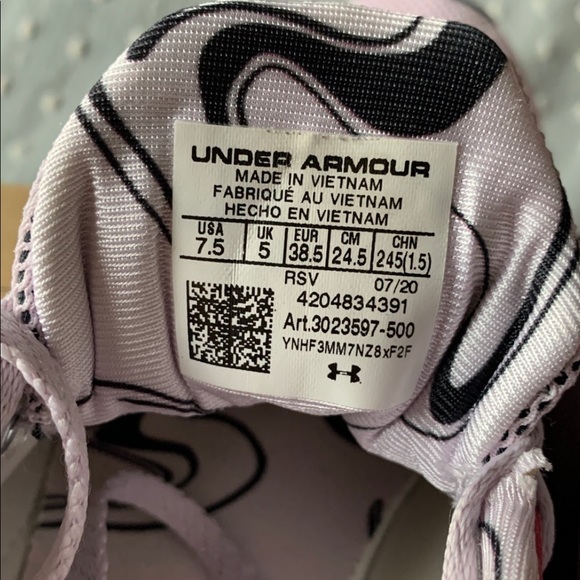 UNDER ARMOUR
MADE IN VIETNAM
FABRIQUÉ AU VIETNAM
HECHO EN VIETNAM
USA UK EUR CM CHN
7.5 5 38.5 24.5 245(1.5)
RSV 07/20
4204834391
Art.3023597-500
YNHF3MM7NZ8xF2F